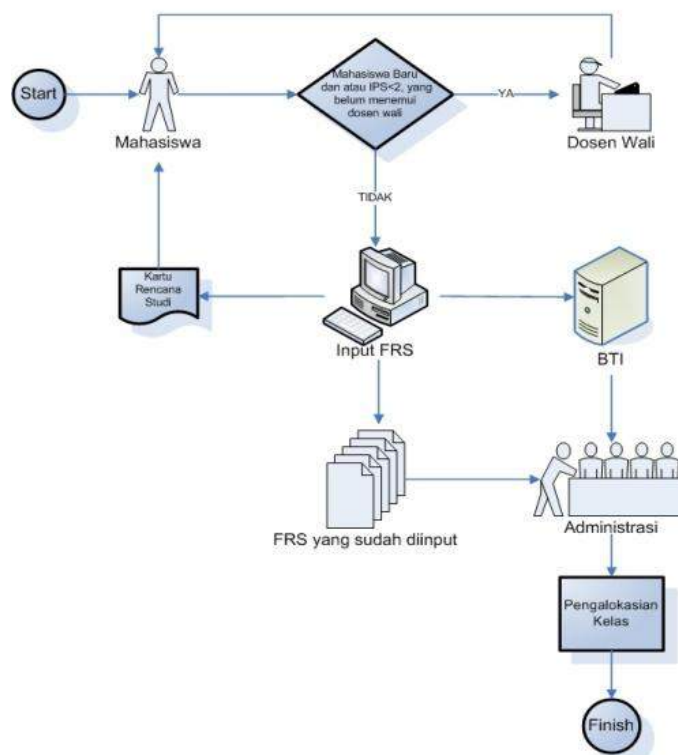 Start
Mahasiswa
Mahasiswa Baru
dan atau IPS<2, yang
belum menemui
dosen wali
YA
Dosen Wali
TIDAK
Kartu
Rencana
Studi
Input FRS
BTI
FRS yang sudah diinput
Administrasi
Pengalokasian
Kelas
Finish